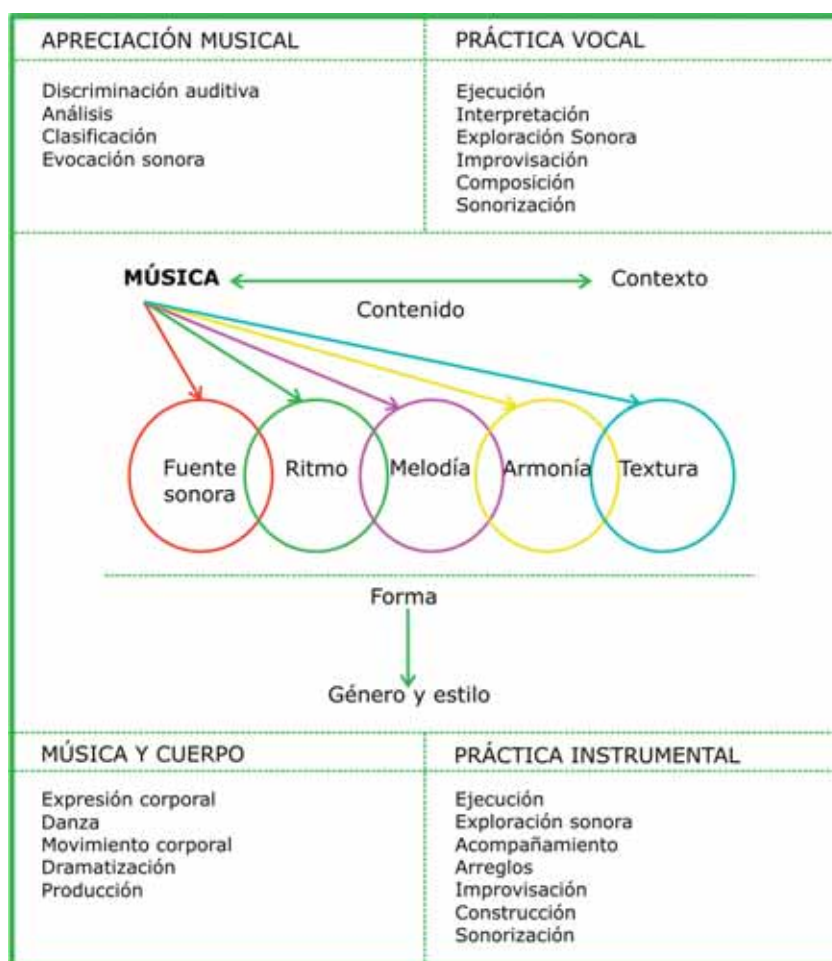 APRECIACIÓN MUSICAL
Discriminación auditiva
Análisis
Clasificación
Evocación sonora
PRÁCTICA VOCAL
Ejecución
Interpretación
Exploración Sonora
Improvisación
Composición
Sonorización
MÚSICA
Contexto
Contenido
Fuente
sonora
Ritmo
Melodía
Armonía
Textura
Forma
Género y estilo
MÚSICA Y CUERPO
Expresión corporal
Danza
Movimiento corporal
Dramatización
Producción
PRÁCTICA INSTRUMENTAL
Ejecución
Exploración sonora
Acompañamiento
Arreglos
Improvisación
Construcción
Sonorización